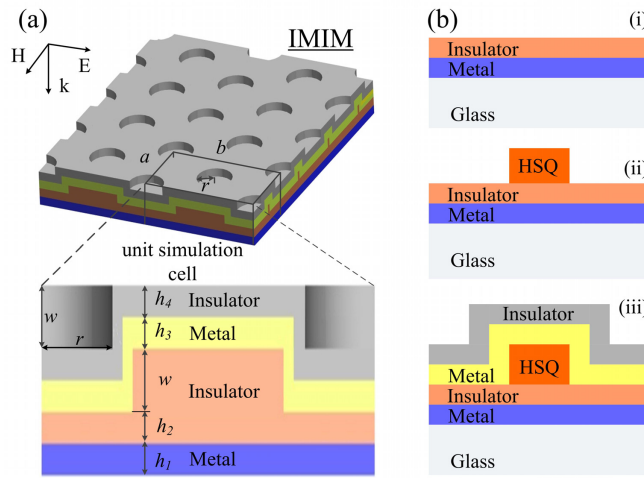 (a)
IMIM
H
E
k
a
b
r
unit simulation
cell
w
h4
Insulator
r
h3
Metal
w
Insulator
h2
h1
Metal
(b)
(i)
Insulator
Metal
Glass
(ii)
HSQ
Insulator
Metal
Glass
(iii)
Insulator
HSQ
Metal
Insulator
Metal
Glass